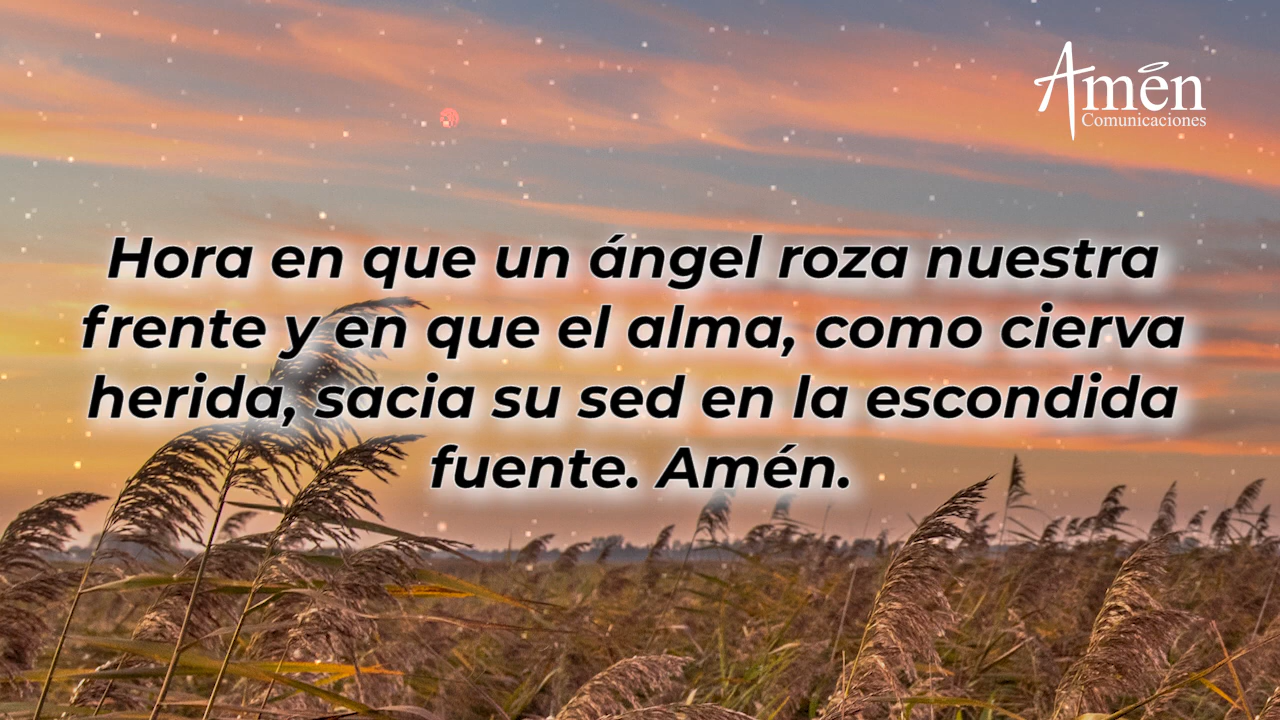 Amén
Comunicaciones
Hora en que un ángel roza nuestra
frente y en que el alma, como cierva
herida, sacia su sed en la escondida
fuente. Amén.